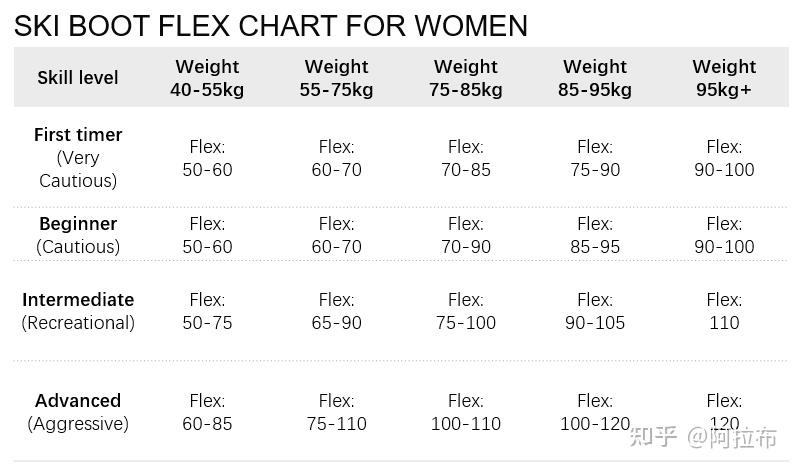 SKI BOOT FLEX CHART FOR WOMEN
Skill level Weight 40-55kg Weight 55-75kg Weight 75-85kg Weight 85-95kg Weight 95kg+
First timer (Very Cautious) Flex: 50-60 Flex: 60-70 Flex: 70-85 Flex: 75-90 Flex: 90-100
Beginner (Cautious) Flex: 50-60 Flex: 60-70 Flex: 70-90 Flex: 85-95 Flex: 90-100
Intermediate (Recreational) Flex: 50-75 Flex: 65-90 Flex: 75-100 Flex: 90-105 Flex: 110
Advanced (Aggressive) Flex: 60-85 Flex: 75-110 Flex: 100-110 Flex: 100-120 Flex: 120
知乎 @阿拉布